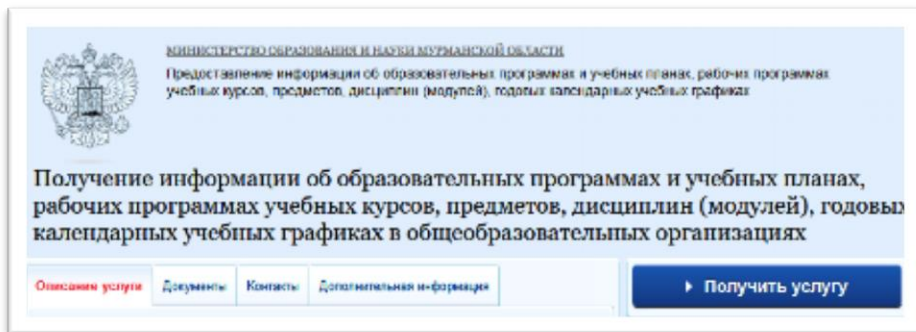 МИНИСТЕРСТВО ОБРАЗОВАНИЯ И НАУКИ МУРМАНСКОЙ ОБЛАСТИ
Предоставление информации об образовательных программах и учебных планах, рабочих программах
учебных курсов, предметов, дисциплин (модулей), годовых календарных учебных графиках
Получение информации об образовательных программах и учебных планах,
рабочих программах учебных курсов, предметов, дисциплин (модулей), годовых
календарных учебных графиках в общеобразовательных организациях
Описание услуги Документы Контакты Дополнительная информация
Получить услугу